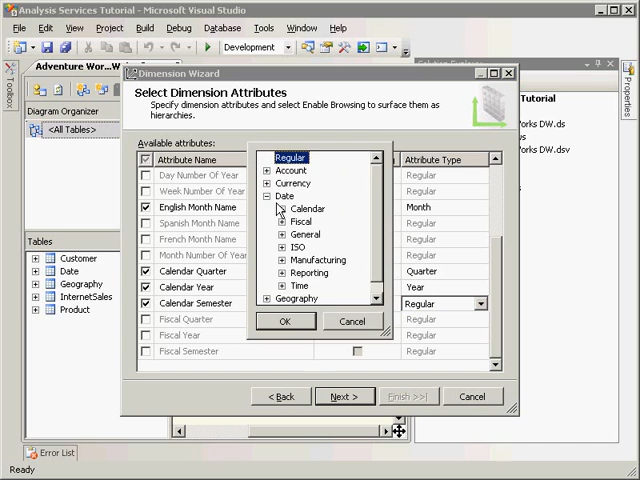 Analysis Services Tutorial - Microsoft Visual Studio
File Edit View Project Build Debug Database Tools Window Help
Development
Adventure Wor...W
Toolbox
Diagram Organizer
<All Tables>
Tables
Customer
Date
Geography
InternetSales
Product
Dimension Wizard
Select Dimension Attributes
Specify dimension attributes and select Enable Browsing to surface them as
hierarchies.
Available attributes:
Attribute Name Attribute Type
Day Number Of Year Regular
Week Number Of Year Regular
English Month Name Month
Spanish Month Name Regular
French Month Name Regular
Month Number Of Year Regular
Calendar Quarter Quarter
Calendar Year Year
Calendar Semester Regular
Fiscal Quarter Regular
Fiscal Year Regular
Fiscal Semester Regular
Regular
Account
Currency
Date
Calendar
Fiscal
General
ISO
Manufacturing
Reporting
Time
Geography
OK Cancel
< Back Next > Finish >>| Cancel
Tutorial
orks DW.ds
orks DW.dsv
Properties
Error List
Ready